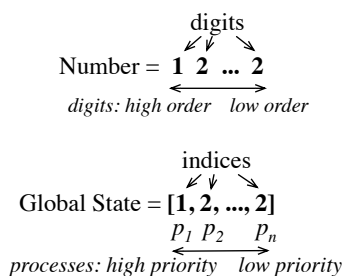 digits
Number = 1 2 ... 2
digits: high order low order
indices
Global State = [1, 2, ..., 2]
p1 p2 pn
processes: high priority low priority